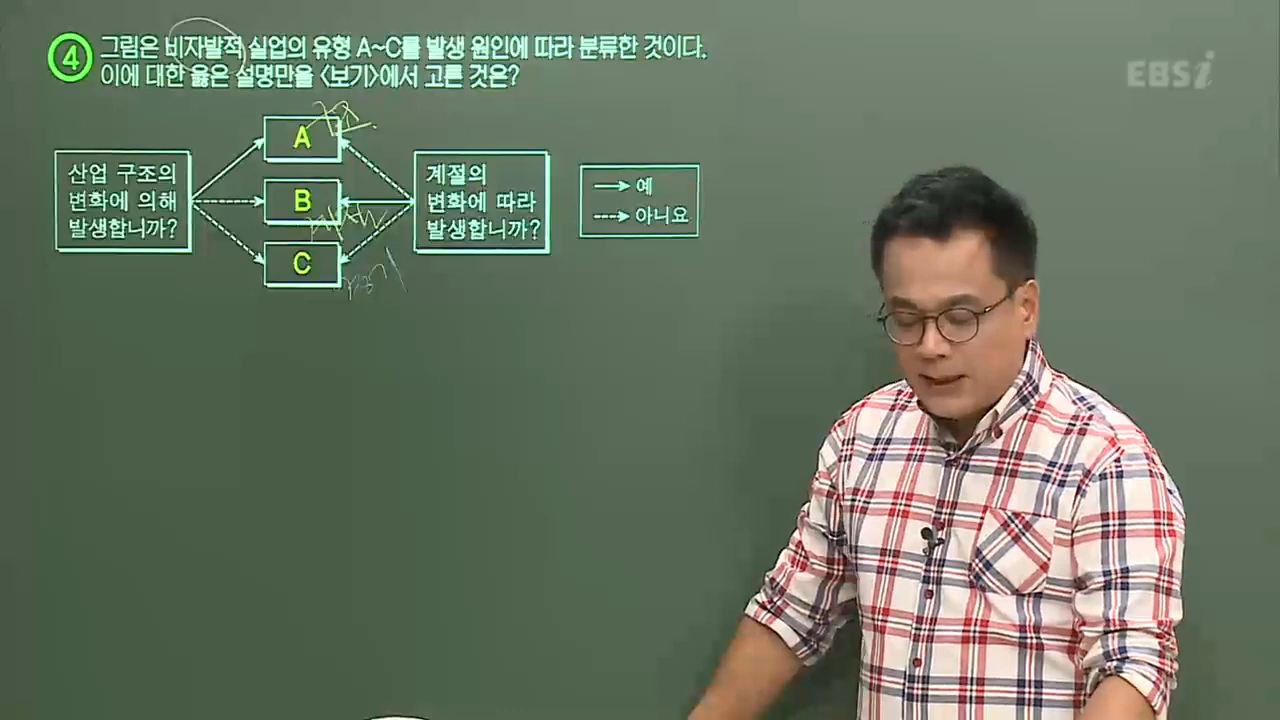 ④ 그림은 비자발적 실업의 유형 A~C를 발생 원인에 따라 분류한 것이다.
이에 대한 옳은 설명만을 <보기>에서 고른 것은?
EBSi
산업 구조의
변화에 의해
발생합니까?
A
B
C
계절의
변화에 따라
발생합니까?
예
아니요